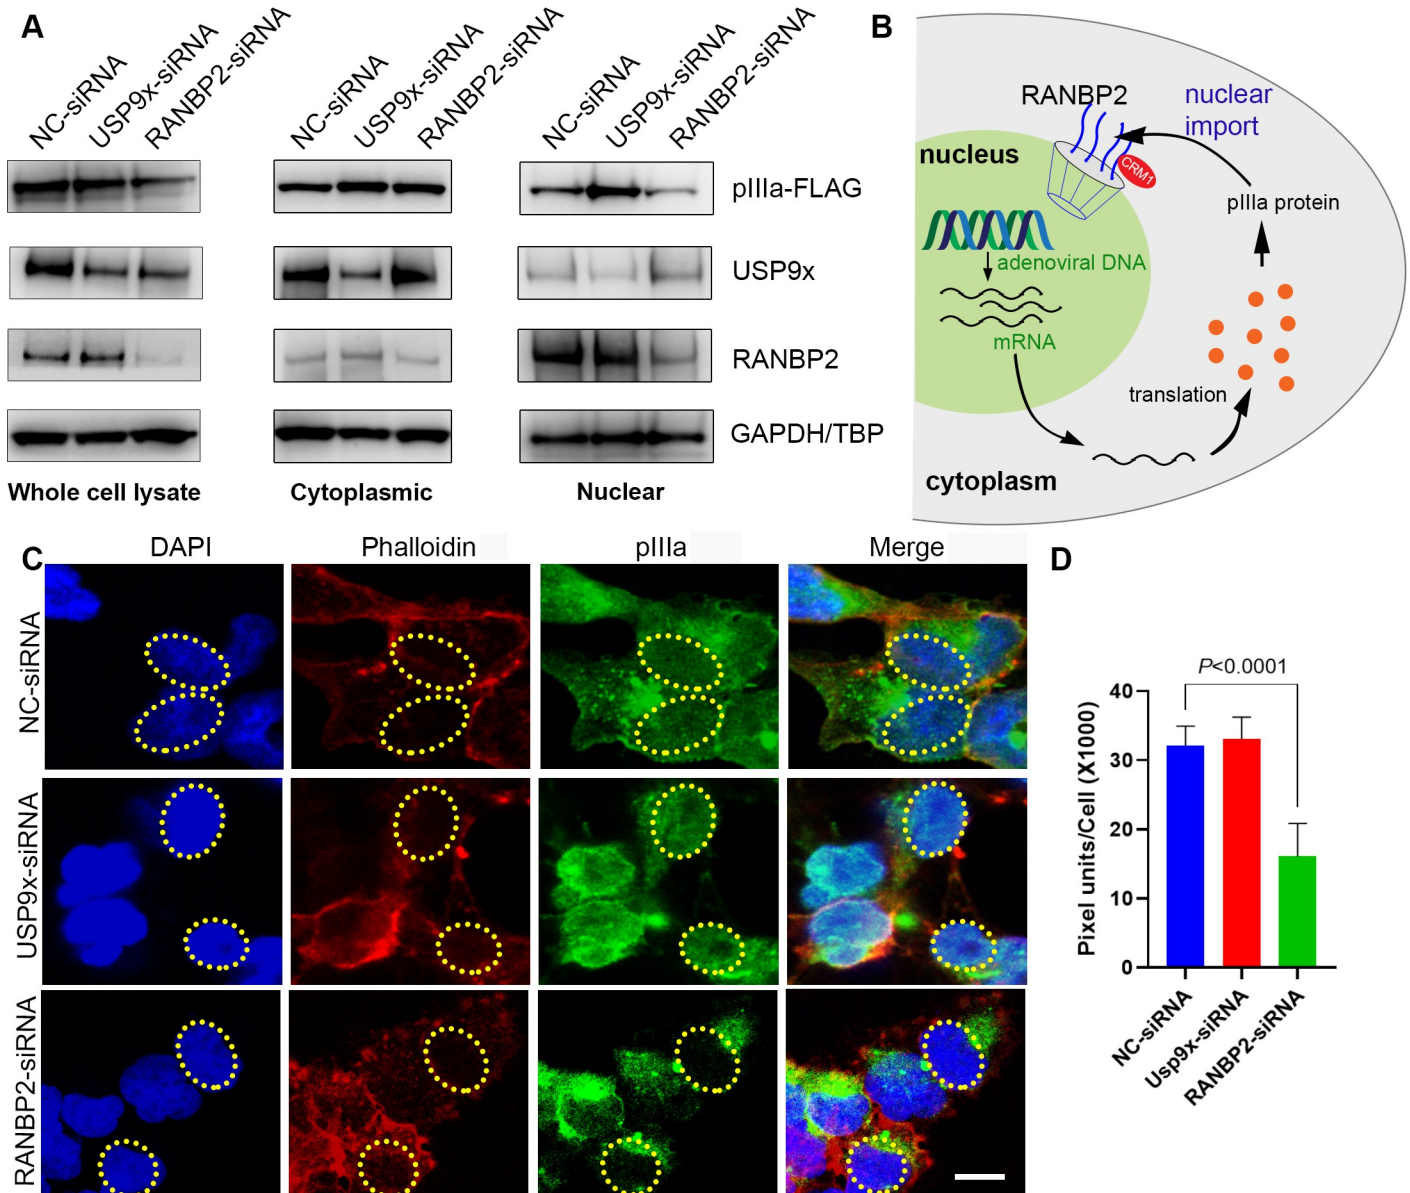 A
NC-siRNA
USP9x-siRNA
RANBP2-siRNA
NC-siRNA
USP9x-siRNA
RANBP2-siRNA
NC-siRNA
USP9x-siRNA
RANBP2-siRNA
pIIIa-FLAG
USP9x
RANBP2
GAPDH/TBP
Whole cell lysate
Cytoplasmic
Nuclear
B
RANBP2
nuclear
import
nucleus
CRM1
pIIIa protein
adenoviral DNA
mRNA
translation
cytoplasm
C
DAPI
Phalloidin
pIIIa
Merge
NC-siRNA
USP9x-siRNA
RANBP2-siRNA
D
P<0.0001
Pixel units/Cell (X1000)
40
30
20
10
0
NC-siRNA
Usp9x-siRNA
RANBP2-siRNA